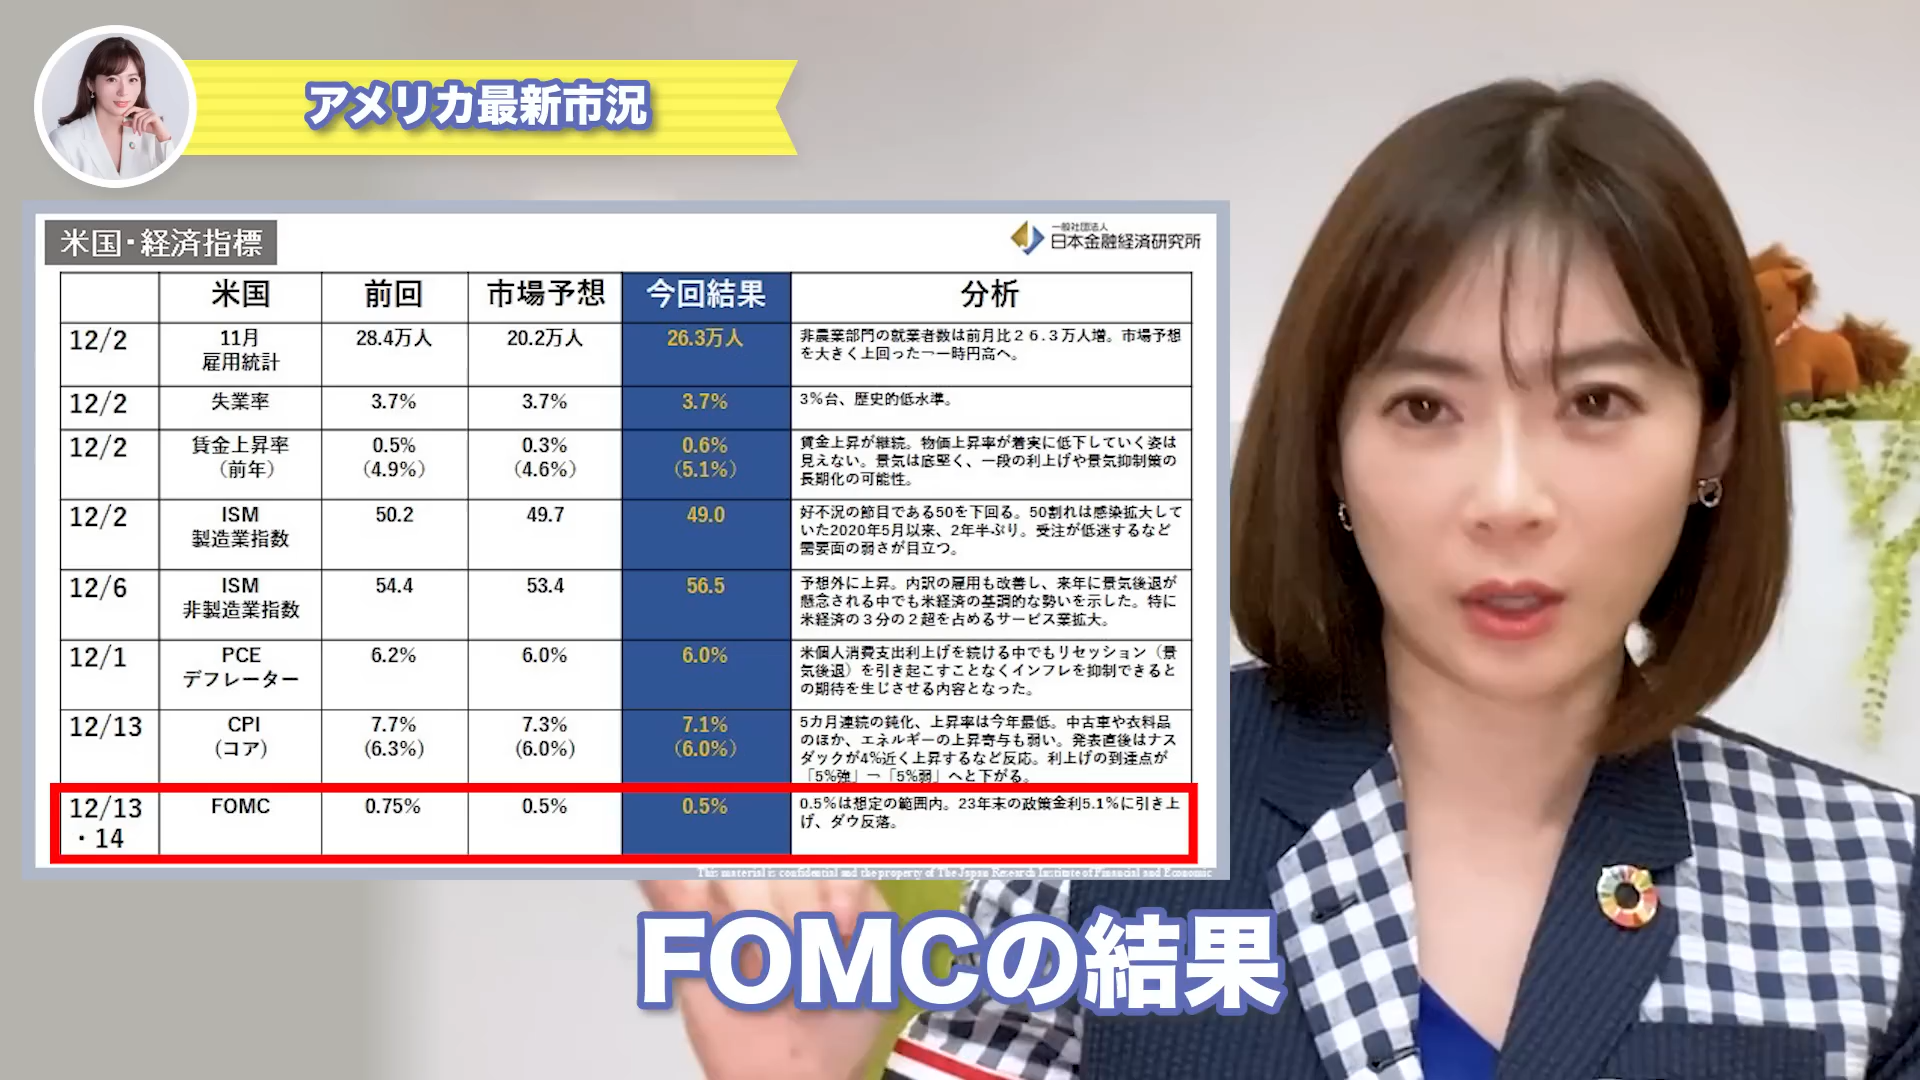 アメリカ最新市況
米国・経済指標
一般社団法人
日本金融経済研究所
米国 前回 市場予想 今回結果 分析
12/2 11月 28.4万人 20.2万人 26.3万人 非農業部門の就業者数は前月比26.3万人増。市場予想
雇用統計 を大きく上回った→一時円高へ。
12/2 失業率 3.7% 3.7% 3.7% 3%台、歴史的低水準。
12/2 賃金上昇率 0.5% 0.3% 0.6% 賃金上昇が継続。物価上昇率が着実に低下していく姿は
(前年) (4.9%) (4.6%) (5.1%) 見えない。景気は底堅く、一段の利上げや景気抑制策の
長期化の可能性。
12/2 ISM 50.2 49.7 49.0 好不況の節目である50を下回る。50割れは感染拡大して
製造業指数 いた2020年5月以来、2年半ぶり。受注が低迷するなど
需要面の弱さが目立つ。
12/6 ISM 54.4 53.4 56.5 予想外に上昇。内訳の雇用も改善し、来年に景気後退が
非製造業指数 懸念される中でも米経済の基調的な勢いを示した。特に
米経済の3分の2超を占めるサービス業拡大。
12/1 PCE 6.2% 6.0% 6.0% 米個人消費支出利上げを続ける中でもリセッション（景
デフレーター 気後退）を引き起こすことなくインフレを抑制できると
の期待を生じさせる内容となった。
12/13 CPI 7.7% 7.3% 7.1% 5カ月連続の鈍化、上昇率は今年最低。中古車や衣料品
(コア) (6.3%) (6.0%) (6.0%) のほか、エネルギーの上昇寄与も弱い。発表直後はナス
ダックが4%近く上昇するなど反応。利上げの到達点が
「5%強」→「5%弱」へと下がる。
12/13 FOMC 0.75% 0.5% 0.5% 0.5%は想定の範囲内。23年末の政策金利5.1%に引き上
・14 げ、ダウ反落。
This material is confidential and the property of The Japan Research Institute of Financial and Economic
FOMCの結果